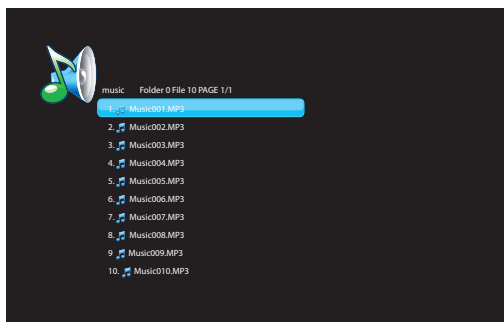 music Folder 0 File 10 PAGE 1/1
1. Music001.MP3
2. Music002.MP3
3. Music003.MP3
4. Music004.MP3
5. Music005.MP3
6. Music006.MP3
7. Music007.MP3
8. Music008.MP3
9 Music009.MP3
10. Music010.MP3